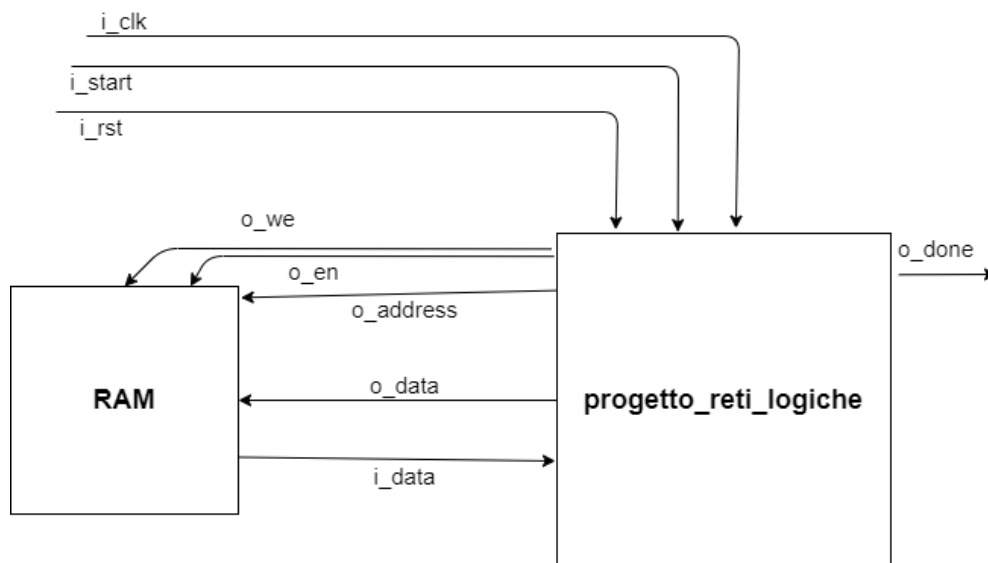 i_clk
i_start
i_rst
o_we
o_done
o_en
o_address
o_data
RAM
progetto_reti_logiche
i_data